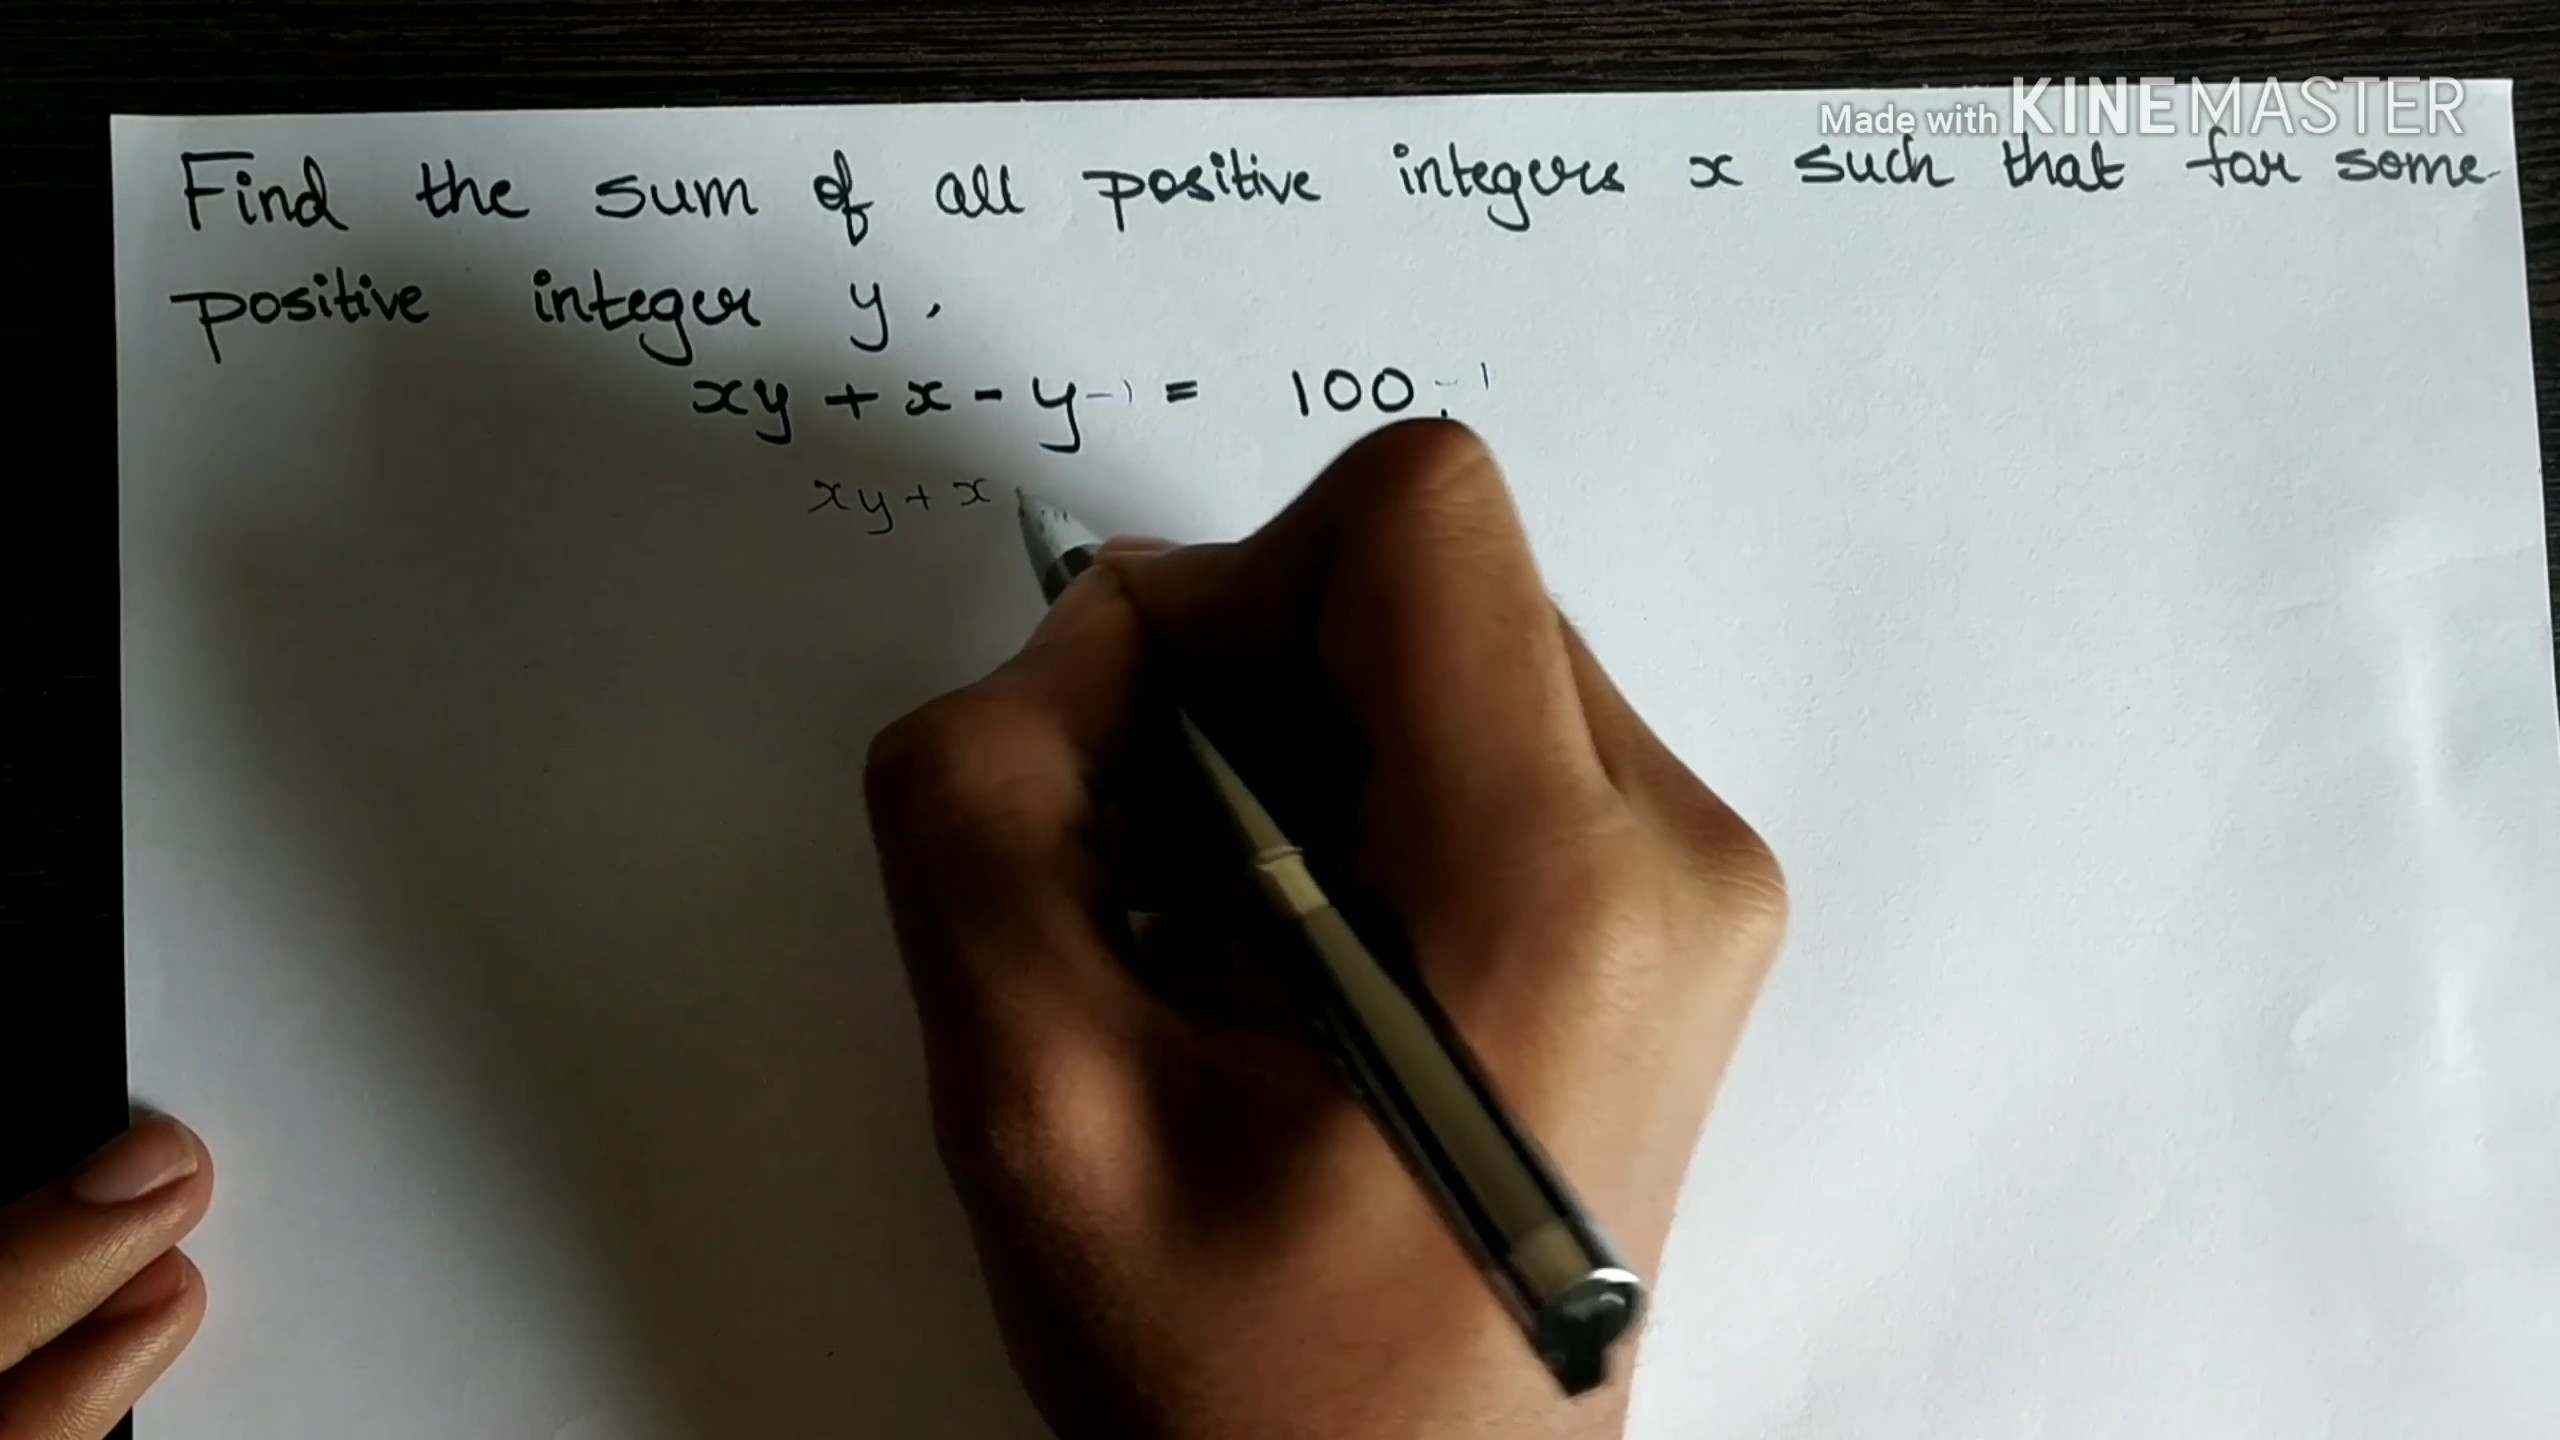 Made with KINEMASTER
Find the sum of all positive integers x such that for some
positive integer y,
xy + x - y - 1 = 100 - 1
xy + x